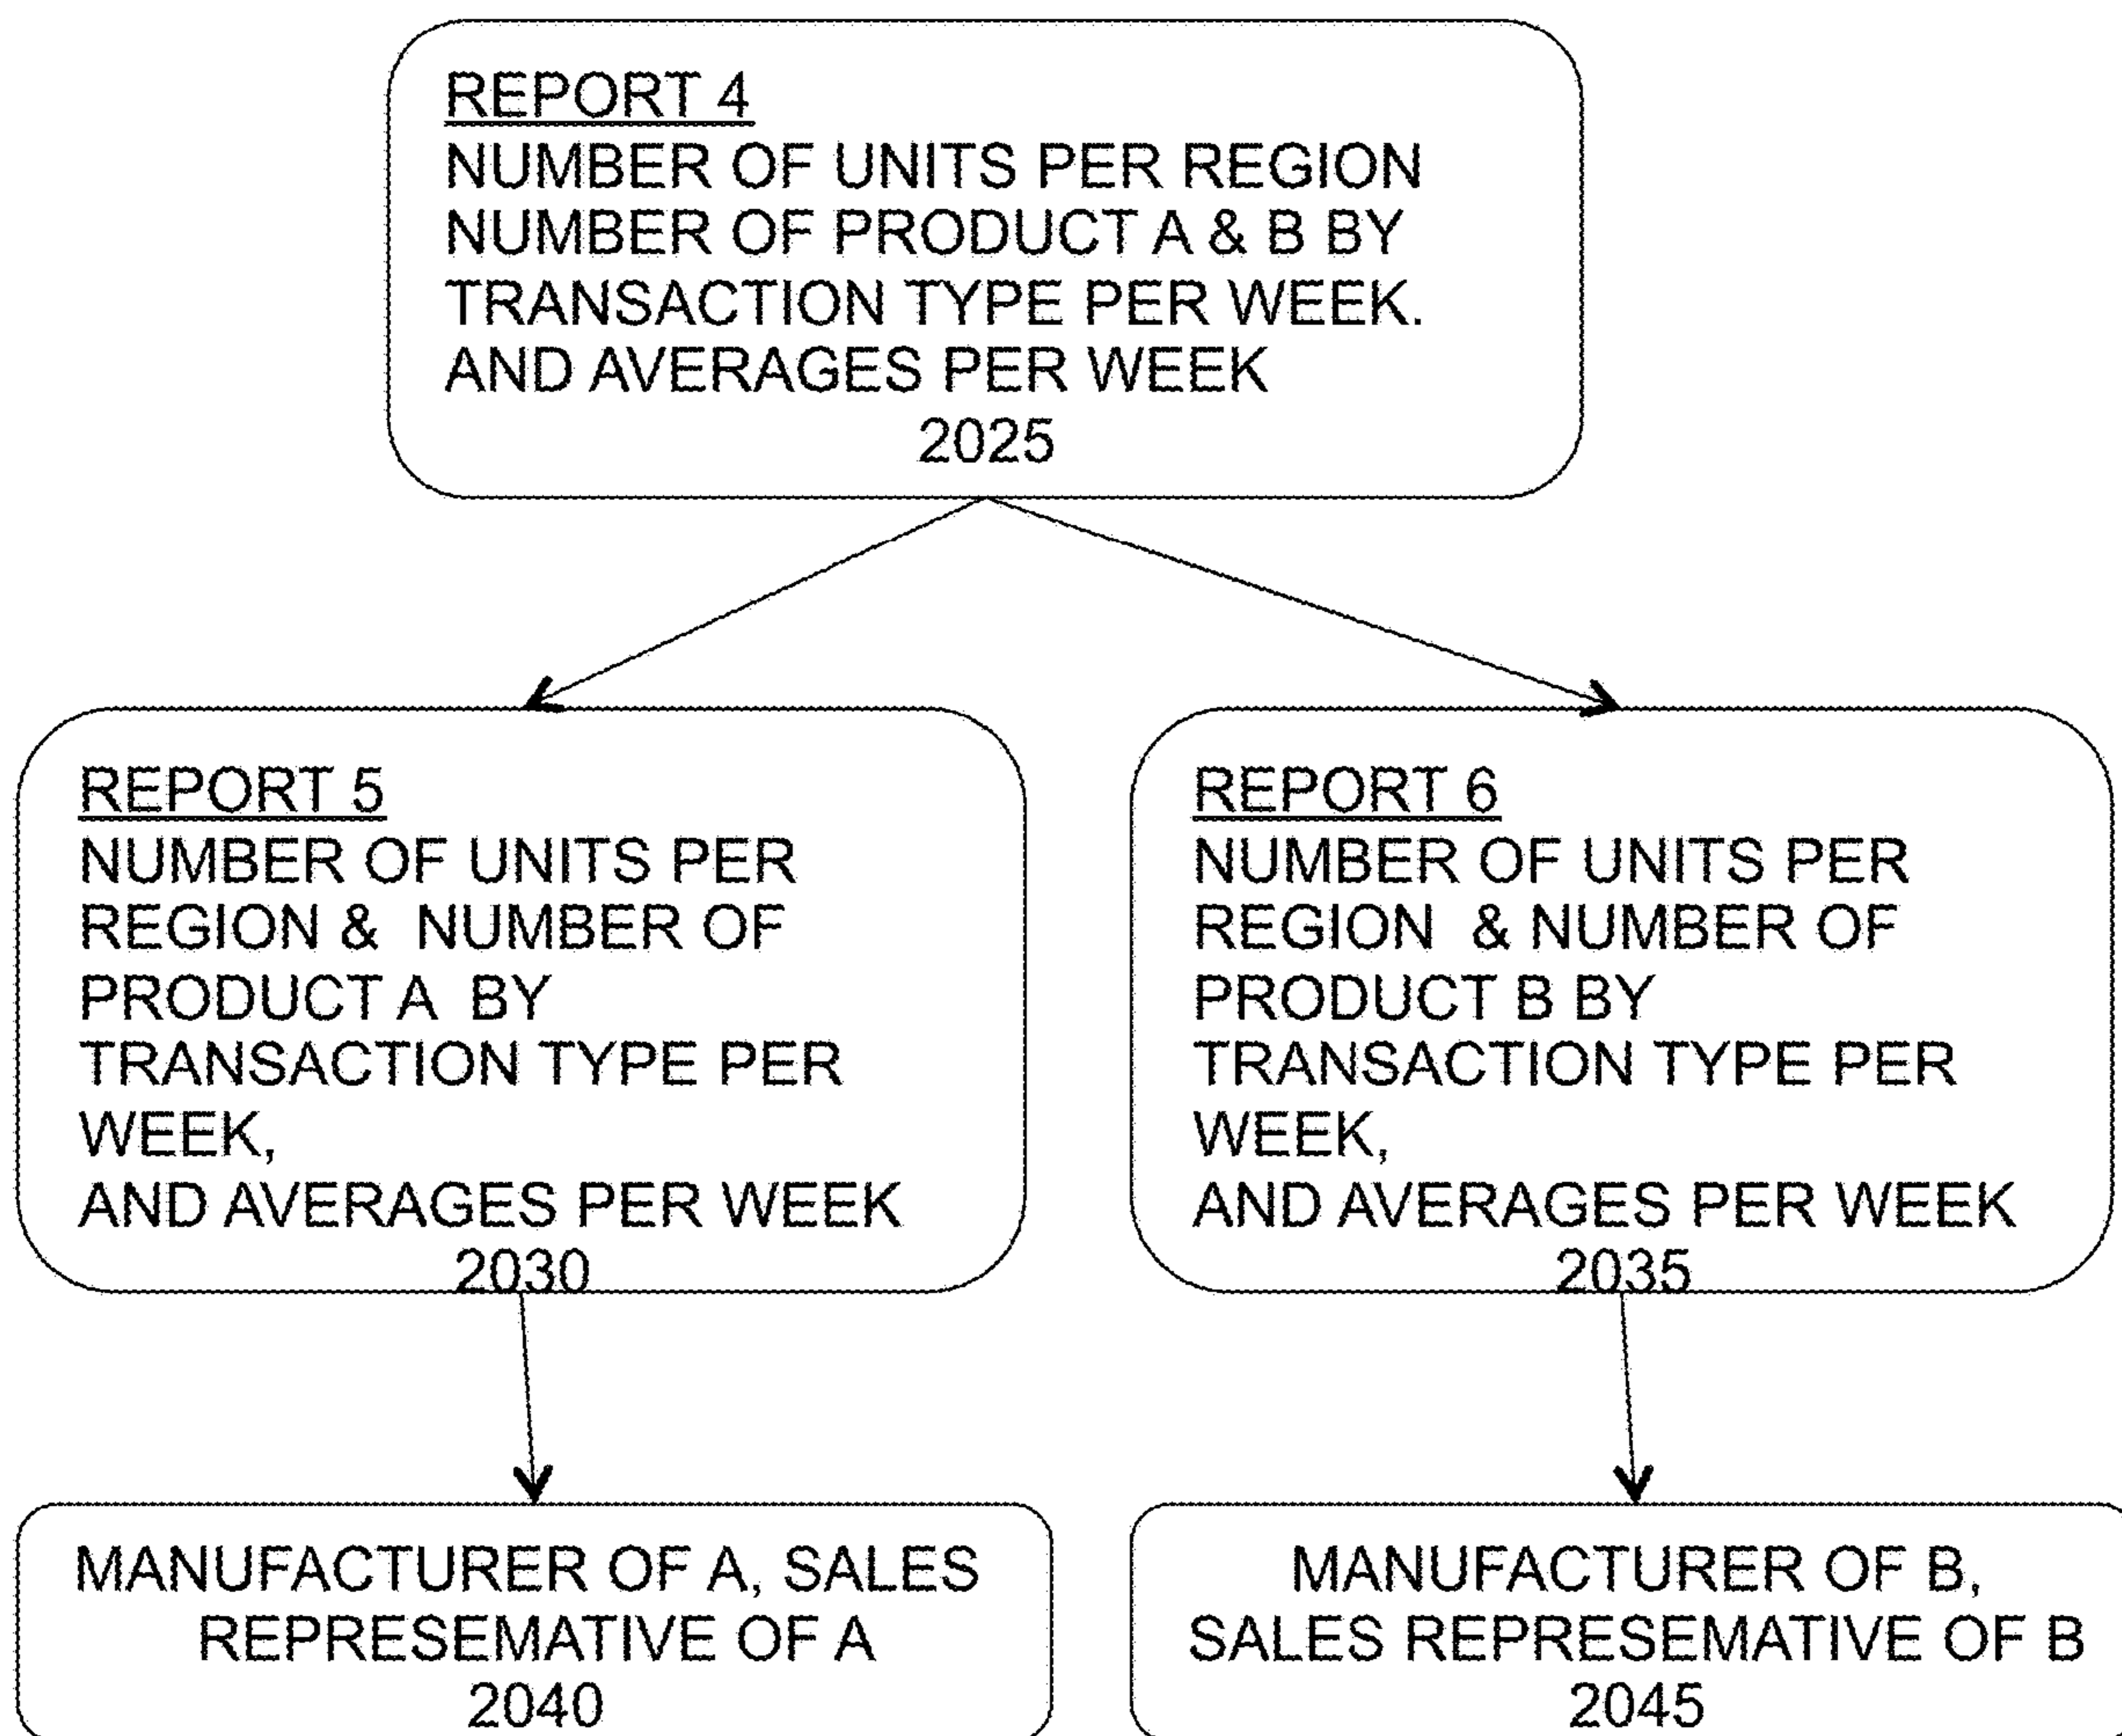 REPORT 4
NUMBER OF UNITS PER REGION
NUMBER OF PRODUCT A & B BY
TRANSACTION TYPE PER WEEK.
AND AVERAGES PER WEEK
2025
REPORT 5
NUMBER OF UNITS PER
REGION & NUMBER OF
PRODUCT A BY
TRANSACTION TYPE PER
WEEK,
AND AVERAGES PER WEEK
2030
REPORT 6
NUMBER OF UNITS PER
REGION & NUMBER OF
PRODUCT B BY
TRANSACTION TYPE PER
WEEK,
AND AVERAGES PER WEEK
2035
MANUFACTURER OF A, SALES
REPRESEMATIVE OF A
2040
MANUFACTURER OF B,
SALES REPRESEMATIVE OF B
2045